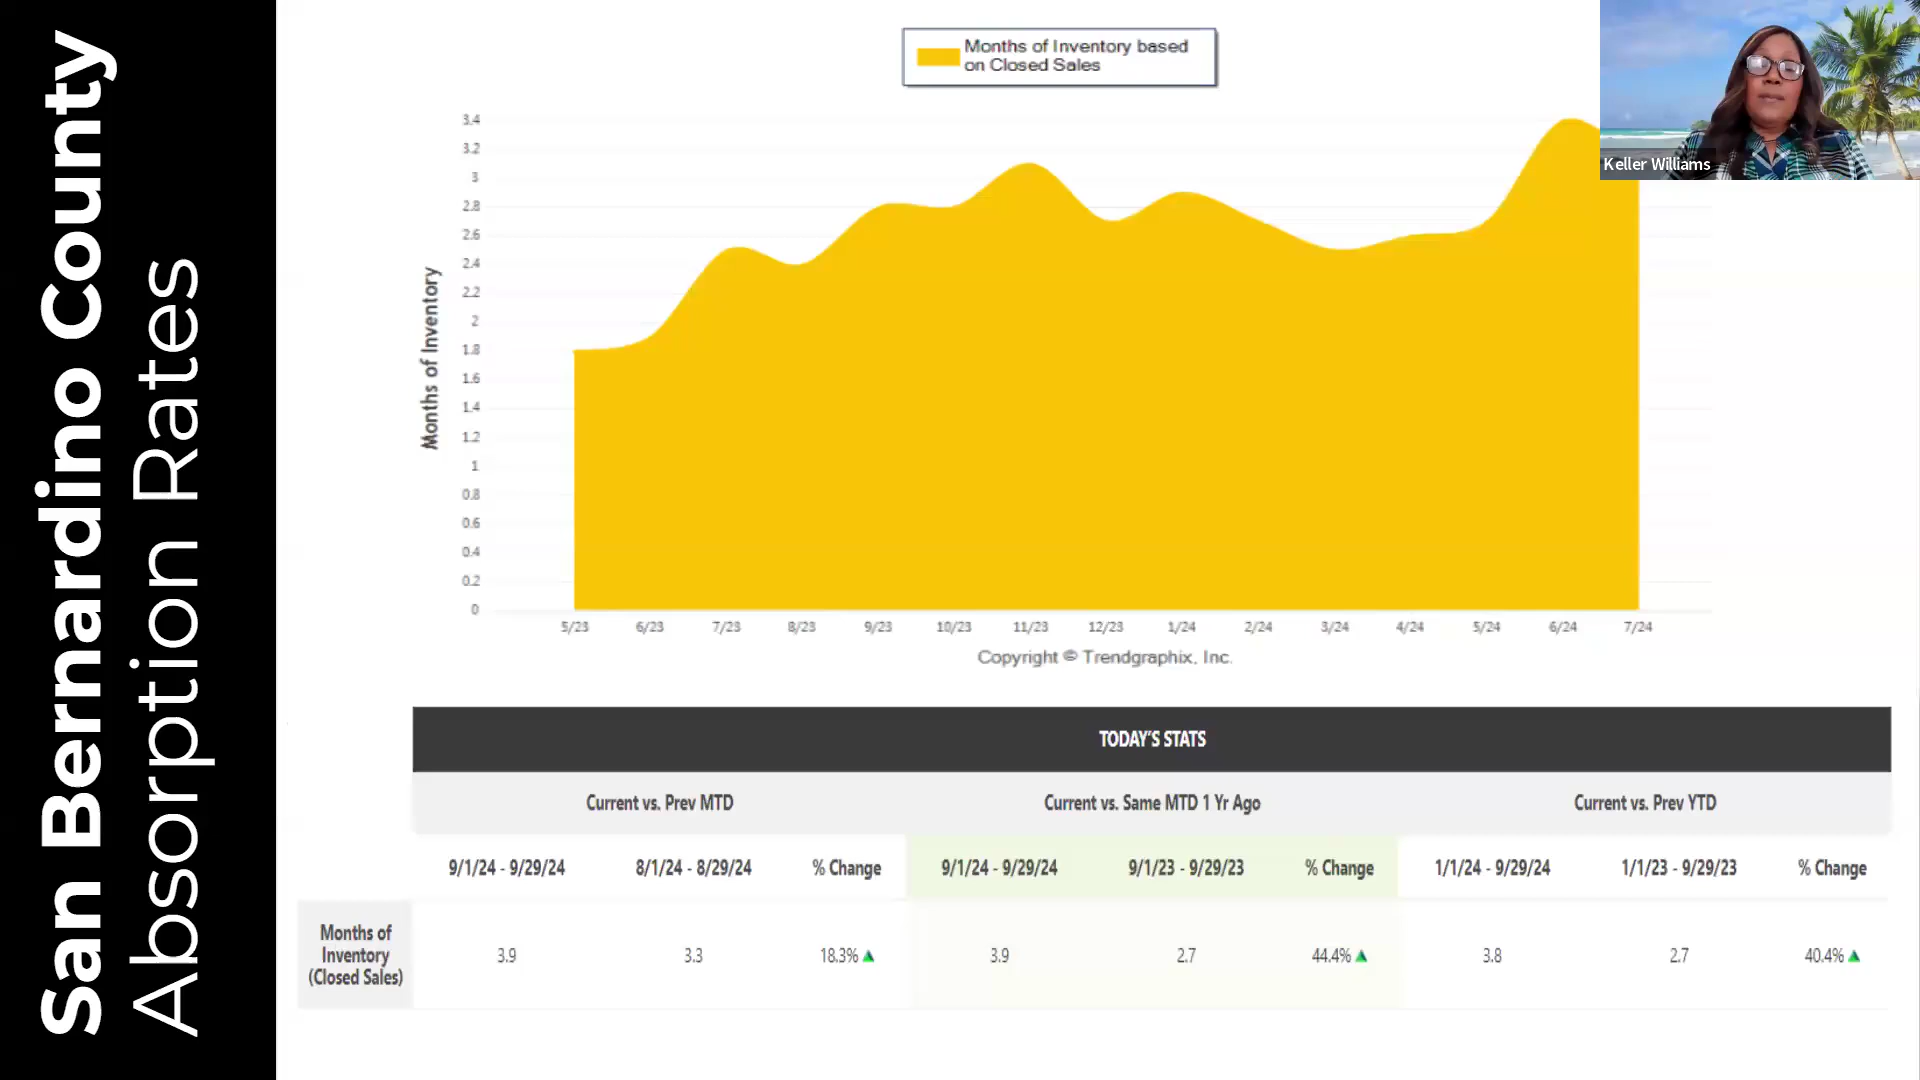 San Bernardino County
Absorption Rates
Months of Inventory based
on Closed Sales
Keller Williams
Months of Inventory
3.4
3.2
3
2.8
2.6
2.4
2.2
2
1.8
1.6
1.4
1.2
1
0.8
0.6
0.4
0.2
0
5/23 6/23 7/23 8/23 9/23 10/23 11/23 12/23 1/24 2/24 3/24 4/24 5/24 6/24 7/24
Copyright © Trendgraphix, Inc.
TODAY'S STATS
Current vs. Prev MTD Current vs. Same MTD 1 Yr Ago Current vs. Prev YTD
9/1/24 - 9/29/24 8/1/24 - 8/29/24 % Change 9/1/24 - 9/29/24 9/1/23 - 9/29/23 % Change 1/1/24 - 9/29/24 1/1/23 - 9/29/23 % Change
Months of
Inventory
(Closed Sales)
3.9 3.3 18.3% 3.9 2.7 44.4% 3.8 2.7 40.4%